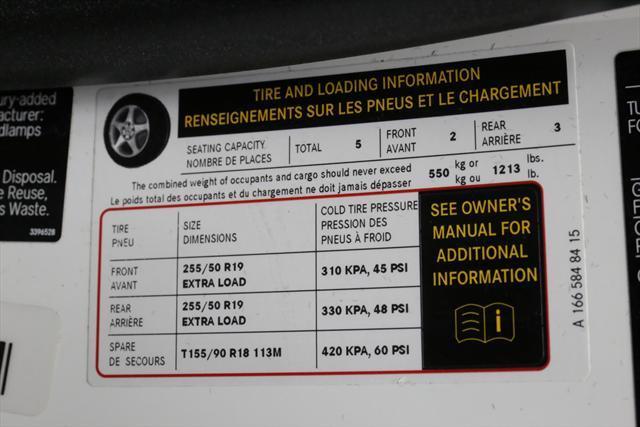 ury-added
acturer:
dlamps
Disposal.
e Reuse,
s Waste.
3396528
TIRE AND LOADING INFORMATION
RENSEIGNEMENTS SUR LES PNEUS ET LE CHARGEMENT
SEATING CAPACITY
NOMBRE DE PLACES
TOTAL 5
FRONT
AVANT
2
REAR
ARRIÈRE
3
The combined weight of occupants and cargo should never exceed
Le poids total des occupants et du chargement ne doit jamais dépasser
550 kg or
kg ou
1213 lbs.
lb.
TIRE
PNEU
SIZE
DIMENSIONS
COLD TIRE PRESSURE
PRESSION DES
PNEUS À FROID
FRONT
AVANT
255/50 R19
EXTRA LOAD
310 KPA, 45 PSI
REAR
ARRIÈRE
255/50 R19
EXTRA LOAD
330 KPA, 48 PSI
SPARE
DE SECOURS
T155/90 R18 113M
420 KPA, 60 PSI
SEE OWNER'S
MANUAL FOR
ADDITIONAL
INFORMATION
i
A 166 584 84 15